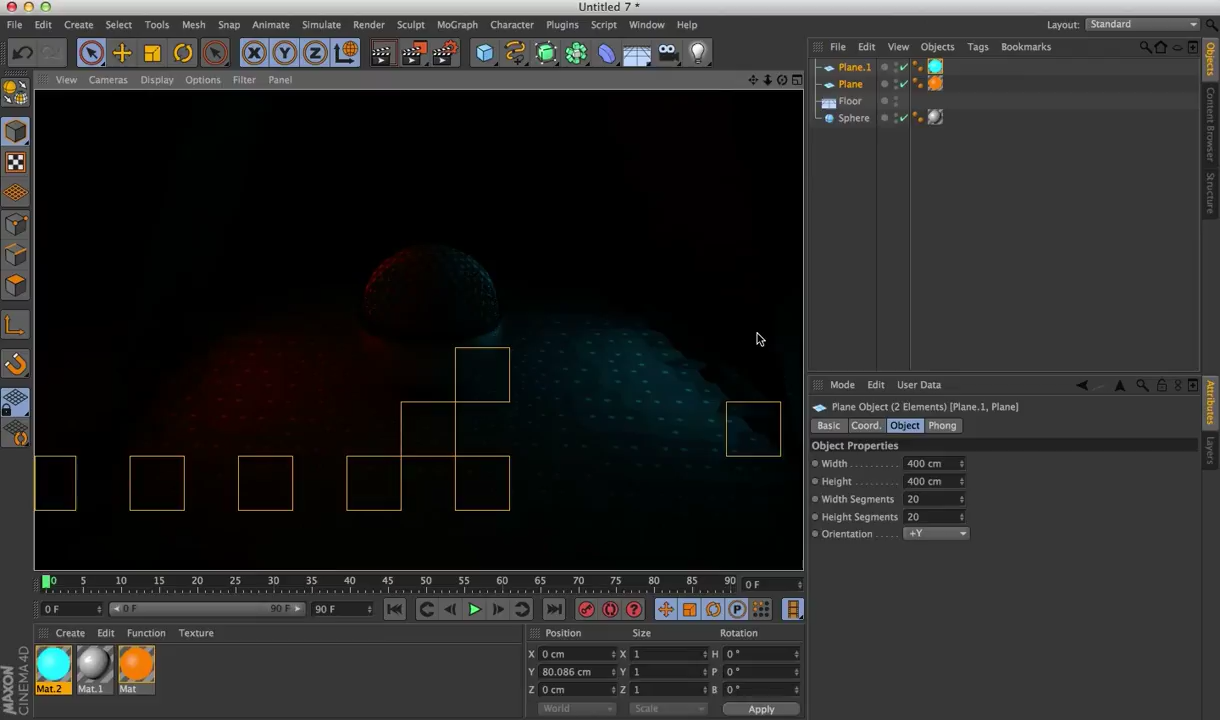 Untitled 7 *
File Edit Create Select Tools Mesh Snap Animate Simulate Render Sculpt MoGraph Character Plugins Script Window Help Layout: Standard
X Y Z
View Cameras Display Options Filter Panel
File Edit View Objects Tags Bookmarks
Plane.1
Plane
Floor
Sphere
Objects
Content Browser
Structure
Mode Edit User Data
Plane Object (2 Elements) [Plane.1, Plane]
Basic Coord. Object Phong
Object Properties
Width 400 cm
Height 400 cm
Width Segments 20
Height Segments 20
Orientation +Y
Attributes
Layers
0 5 10 15 20 25 30 35 40 45 50 55 60 65 70 75 80 85 90 0 F
0 F 0 F 90 F 90 F P
Create Edit Function Texture
Mat.2 Mat.1 Mat
Position Size Rotation
X 0 cm X 1 H 0 °
Y 80.086 cm Y 1 P 0 °
Z 0 cm Z 1 B 0 °
World Scale Apply
MAXON
CINEMA 4D